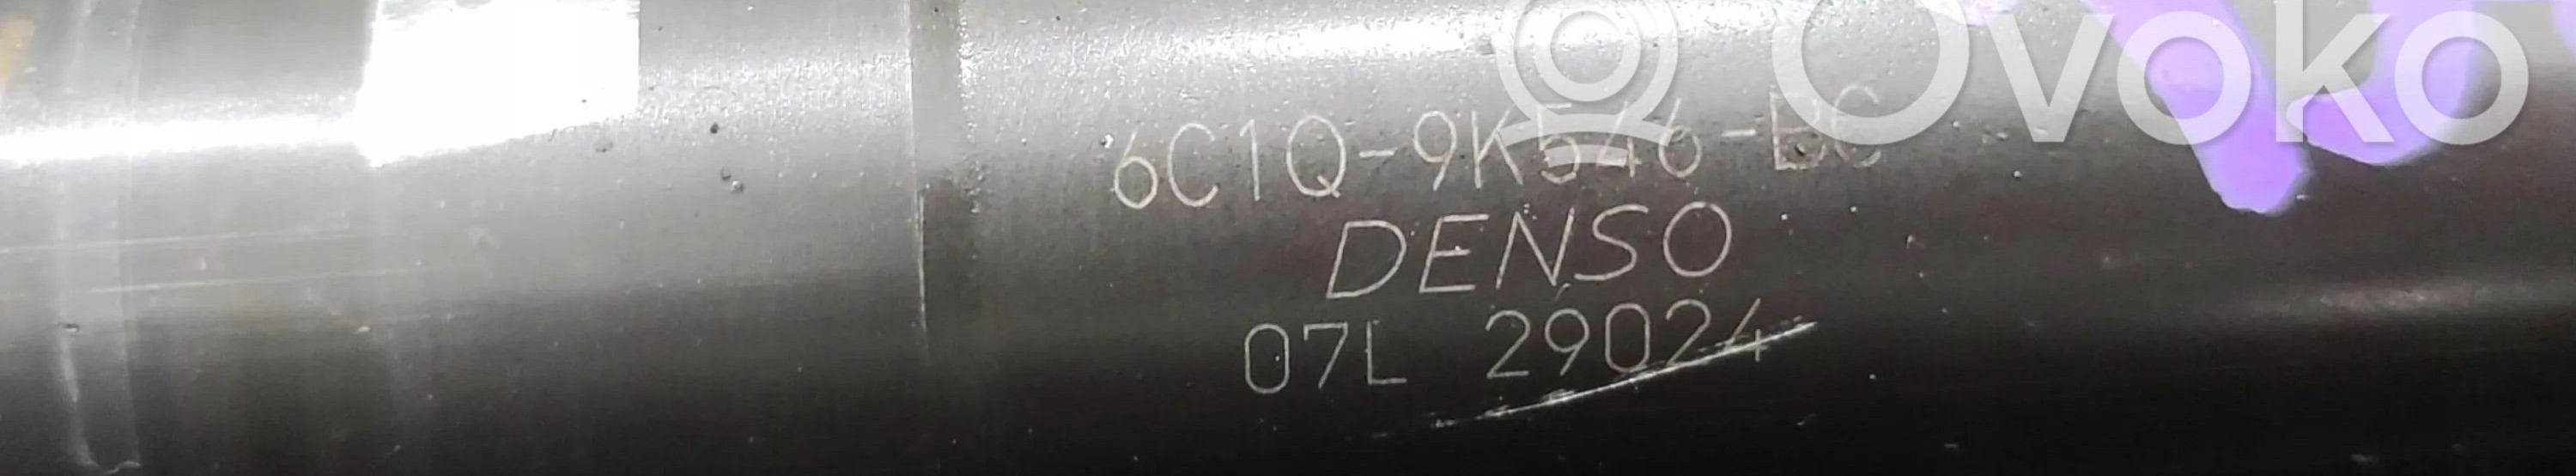 Ovoko
6C1Q-9K546-BC
DENSO
07L 29024